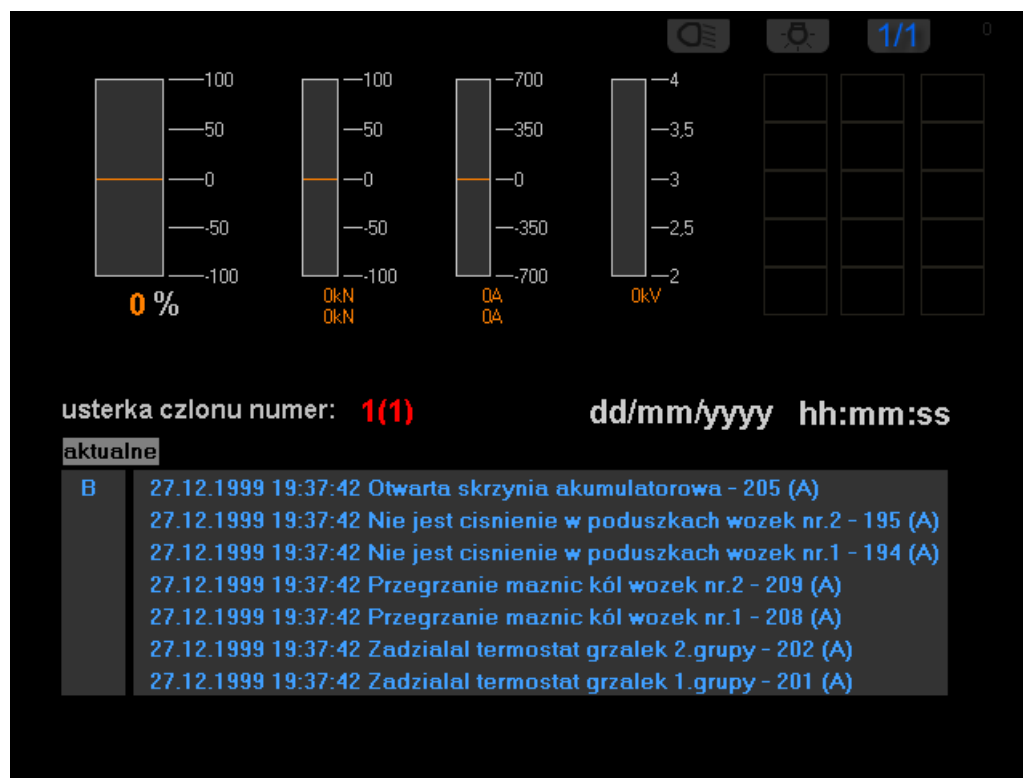 1/1 0
100 100 700 4
50 50 350 3,5
0 0 0 3
-50 -50 -350 2,5
-100 -100 -700 2
0 % 0kN 0A 0kV
0kN 0A
usterka czlonu numer: 1(1) dd/mm/yyyy hh:mm:ss
aktualne
B 27.12.1999 19:37:42 Otwarta skrzynia akumulatorowa - 205 (A)
27.12.1999 19:37:42 Nie jest cisnienie w poduszkach wozek nr.2 - 195 (A)
27.12.1999 19:37:42 Nie jest cisnienie w poduszkach wozek nr.1 - 194 (A)
27.12.1999 19:37:42 Przegrzanie maznic kól wozek nr.2 - 209 (A)
27.12.1999 19:37:42 Przegrzanie maznic kól wozek nr.1 - 208 (A)
27.12.1999 19:37:42 Zadzialal termostat grzalek 2.grupy - 202 (A)
27.12.1999 19:37:42 Zadzialal termostat grzalek 1.grupy - 201 (A)